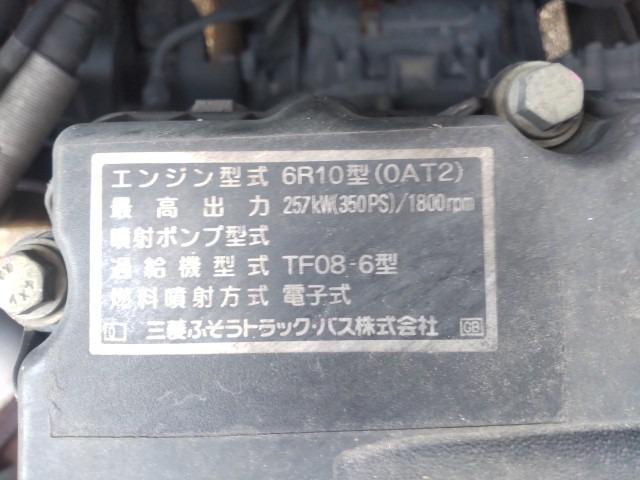 エンジン型式 6R10型(0AT2)
最高出力 257kW(350PS)/1800rpm
噴射ポンプ型式
過給機型式 TF08-6型
燃料噴射方式 電子式
三菱ふそうトラック・バス株式会社 GB